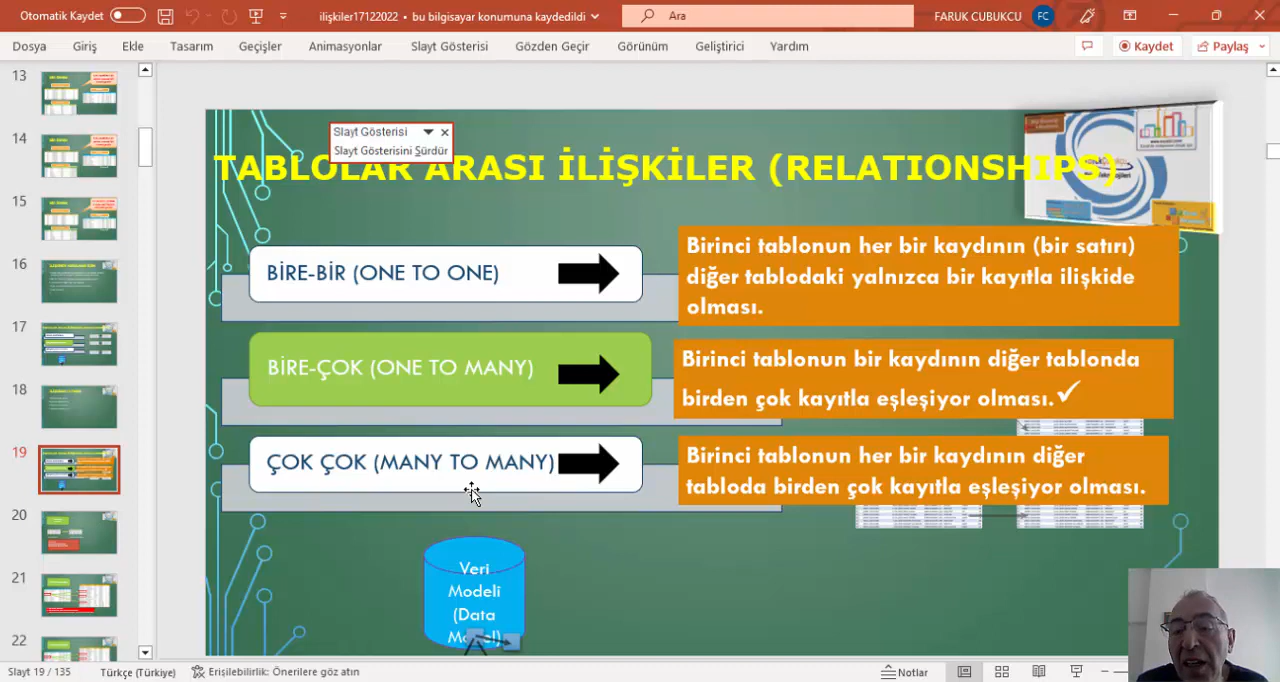 Otomatik Kaydet
ilişkiler17122022 • bu bilgisayar konumuna kaydedildi
Ara
FARUK CUBUKCU
FC
Dosya
Giriş
Ekle
Tasarım
Geçişler
Animasyonlar
Slayt Gösterisi
Gözden Geçir
Görünüm
Geliştirici
Yardım
Kaydet
Paylaş
13
14
15
16
17
18
19
20
21
22
Slayt Gösterisi
Slayt Gösterisini Sürdür
TABLOLAR ARASI İLİŞKİLER (RELATIONSHIPS)
BİRE-BİR (ONE TO ONE)
Birinci tablonun her bir kaydının (bir satırı)
diğer tablodaki yalnızca bir kayıtla ilişkide
olması.
BİRE-ÇOK (ONE TO MANY)
Birinci tablonun bir kaydının diğer tablonda
birden çok kayıtla eşleşiyor olması.✓
ÇOK ÇOK (MANY TO MANY)
Birinci tablonun her bir kaydının diğer
tabloda birden çok kayıtla eşleşiyor olması.
Veri
Modeli
(Data
Model)
Slayt 19 / 135
Türkçe (Türkiye)
Erişilebilirlik: Önerilere göz atın
Notlar